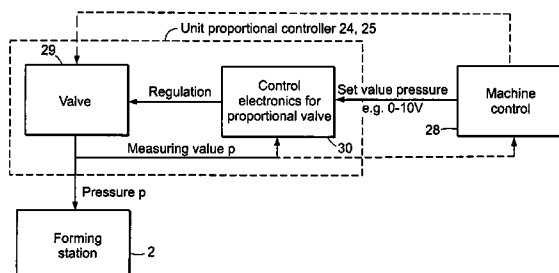 Unit proportional controller 24, 25
29
Valve
Regulation
Control
electronics for
proportional valve
30
Set value pressure
e.g. 0-10V
Machine
control
28
Measuring value p
Pressure p
Forming
station
2